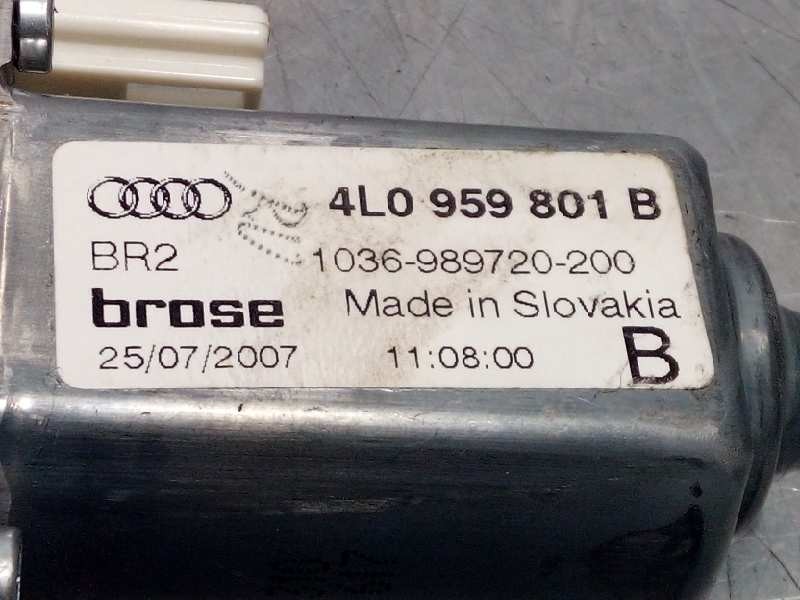 4L0 959 801 B
BR2 1036-989720-200
brose Made in Slovakia
25/07/2007 11:08:00 B